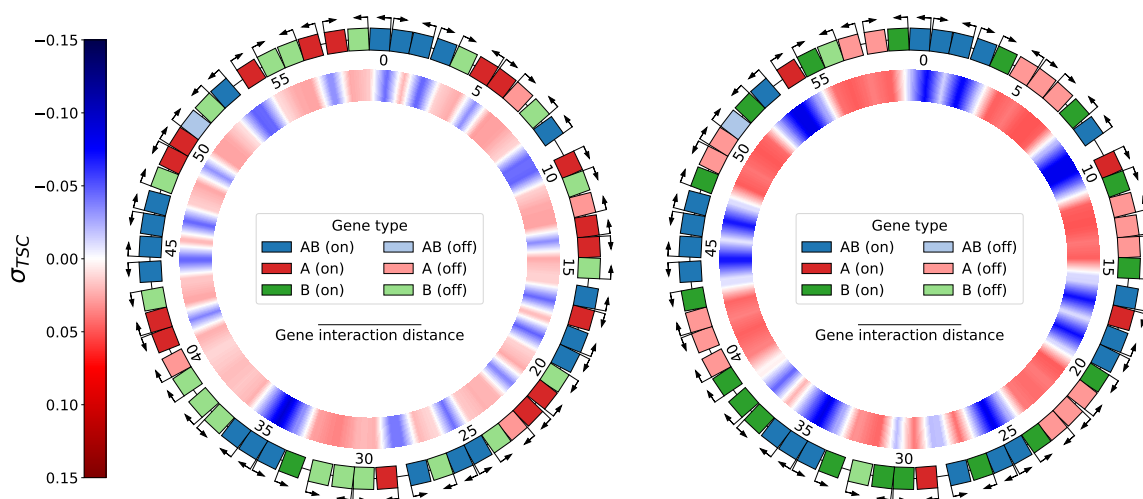 −0.15
−0.10
−0.05
0.00
0.05
0.10
0.15
σTSC
0
5
10
15
20
25
30
35
40
45
50
55
Gene type
AB (on) AB (off)
A (on) A (off)
B (on) B (off)
Gene interaction distance
0
5
10
15
20
25
30
35
40
45
50
55
Gene type
AB (on) AB (off)
A (on) A (off)
B (on) B (off)
Gene interaction distance